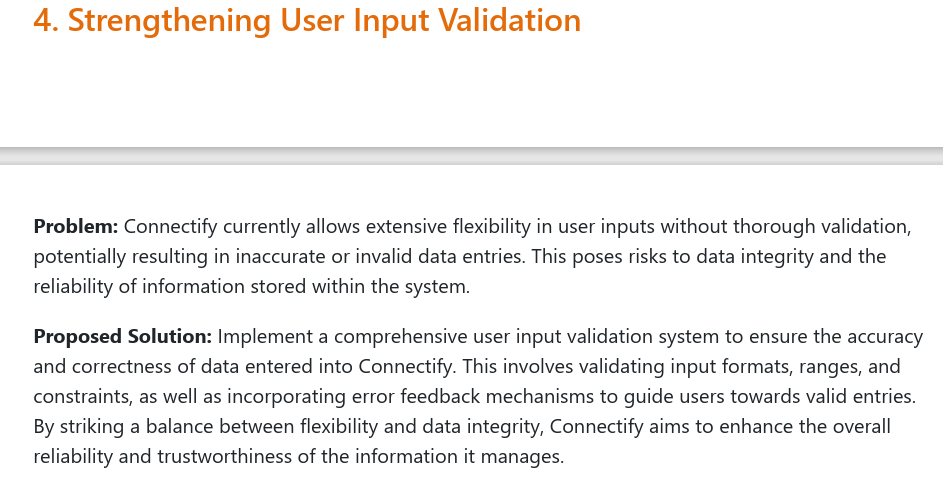 4. Strengthening User Input Validation
Problem: Connectify currently allows extensive flexibility in user inputs without thorough validation,
potentially resulting in inaccurate or invalid data entries. This poses risks to data integrity and the
reliability of information stored within the system.
Proposed Solution: Implement a comprehensive user input validation system to ensure the accuracy
and correctness of data entered into Connectify. This involves validating input formats, ranges, and
constraints, as well as incorporating error feedback mechanisms to guide users towards valid entries.
By striking a balance between flexibility and data integrity, Connectify aims to enhance the overall
reliability and trustworthiness of the information it manages.